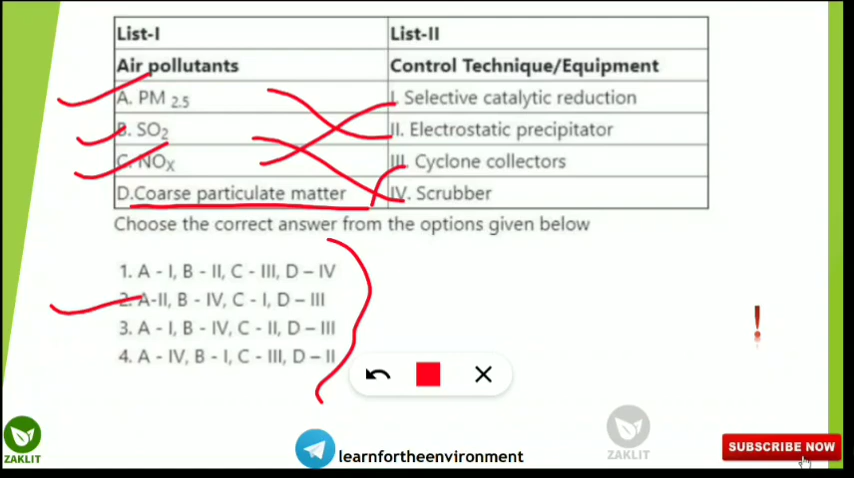 List-I List-II
Air pollutants Control Technique/Equipment
A. PM 2.5 I. Selective catalytic reduction
B. SO2 II. Electrostatic precipitator
C. NOX III. Cyclone collectors
D.Coarse particulate matter IV. Scrubber
Choose the correct answer from the options given below
1. A - I, B - II, C - III, D – IV
2. A-II, B - IV, C - I, D – III
3. A - I, B - IV, C - II, D – III
4. A - IV, B - I, C - III, D – II
!
ZAKLIT
learnfortheenvironment
ZAKLIT
SUBSCRIBE NOW